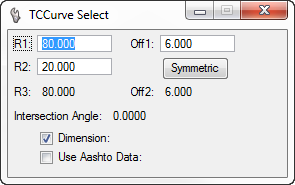 TCCurve Select
R1: 80.000 Off1: 6.000
R2: 20.000 Symmetric
R3: 80.000 Off2: 6.000
Intersection Angle: 0.0000
Dimension:
Use Aashto Data: